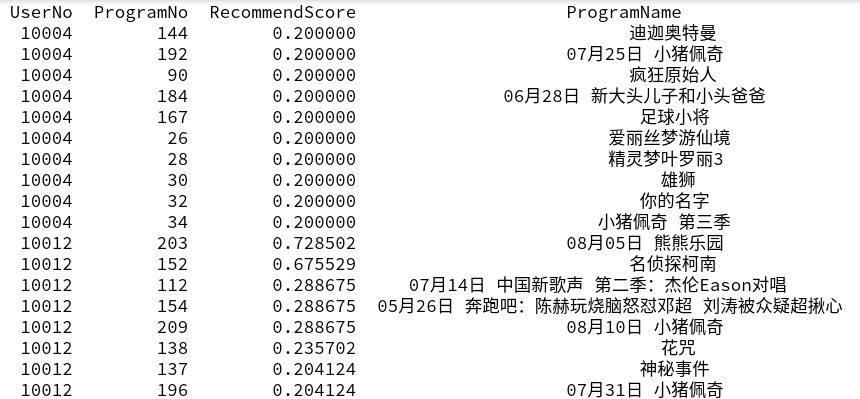 UserNo ProgramNo RecommendScore ProgramName
10004 144 0.200000 迪迦奥特曼
10004 192 0.200000 07月25日 小猪佩奇
10004 90 0.200000 疯狂原始人
10004 184 0.200000 06月28日 新大头儿子和小头爸爸
10004 167 0.200000 足球小将
10004 26 0.200000 爱丽丝梦游仙境
10004 28 0.200000 精灵梦叶罗丽3
10004 30 0.200000 雄狮
10004 32 0.200000 你的名字
10004 34 0.200000 小猪佩奇 第三季
10012 203 0.728502 08月05日 熊熊乐园
10012 152 0.675529 名侦探柯南
10012 112 0.288675 07月14日 中国新歌声 第二季：杰伦Eason对唱
10012 154 0.288675 05月26日 奔跑吧：陈赫玩烧脑怒怼邓超 刘涛被众疑超揪心
10012 209 0.288675 08月10日 小猪佩奇
10012 138 0.235702 花咒
10012 137 0.204124 神秘事件
10012 196 0.204124 07月31日 小猪佩奇